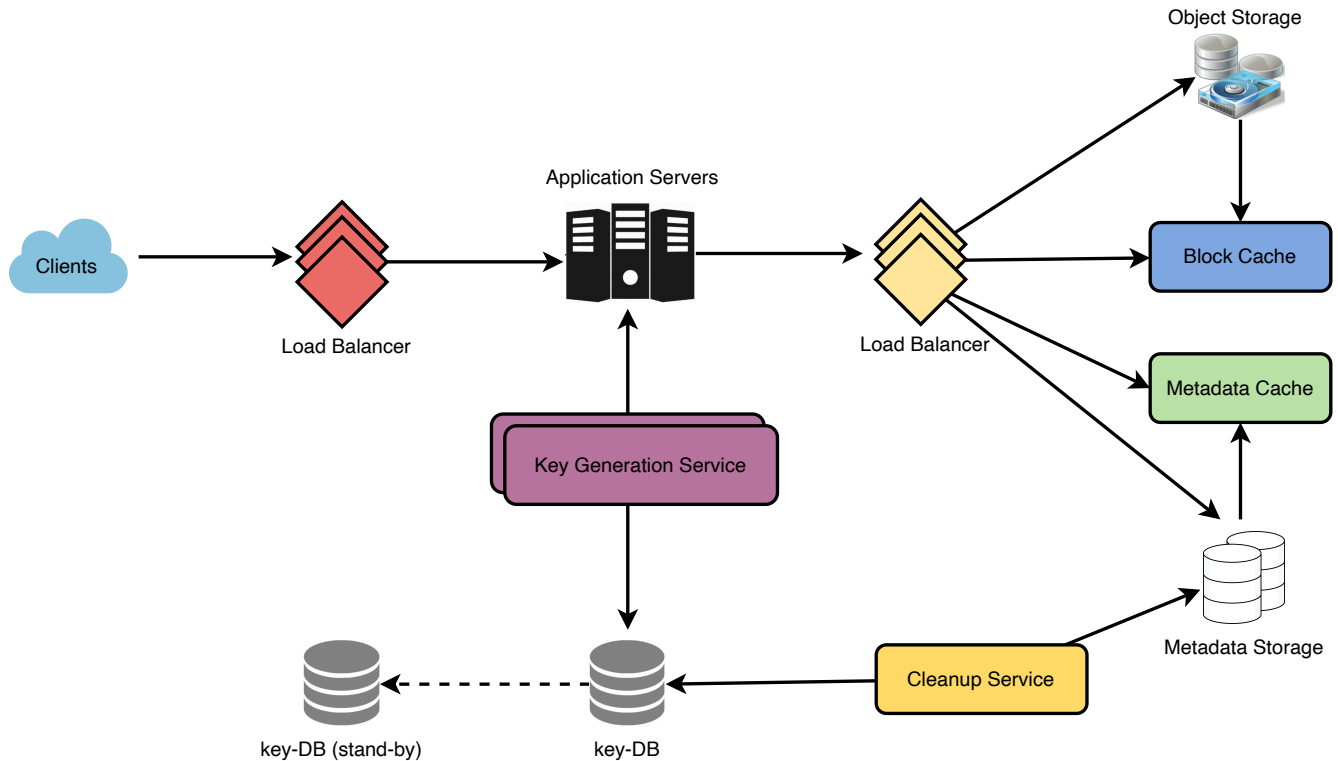 Object Storage
Application Servers
Clients
Block Cache
Load Balancer
Load Balancer
Metadata Cache
Key Generation Service
Metadata Storage
Cleanup Service
key-DB (stand-by)
key-DB